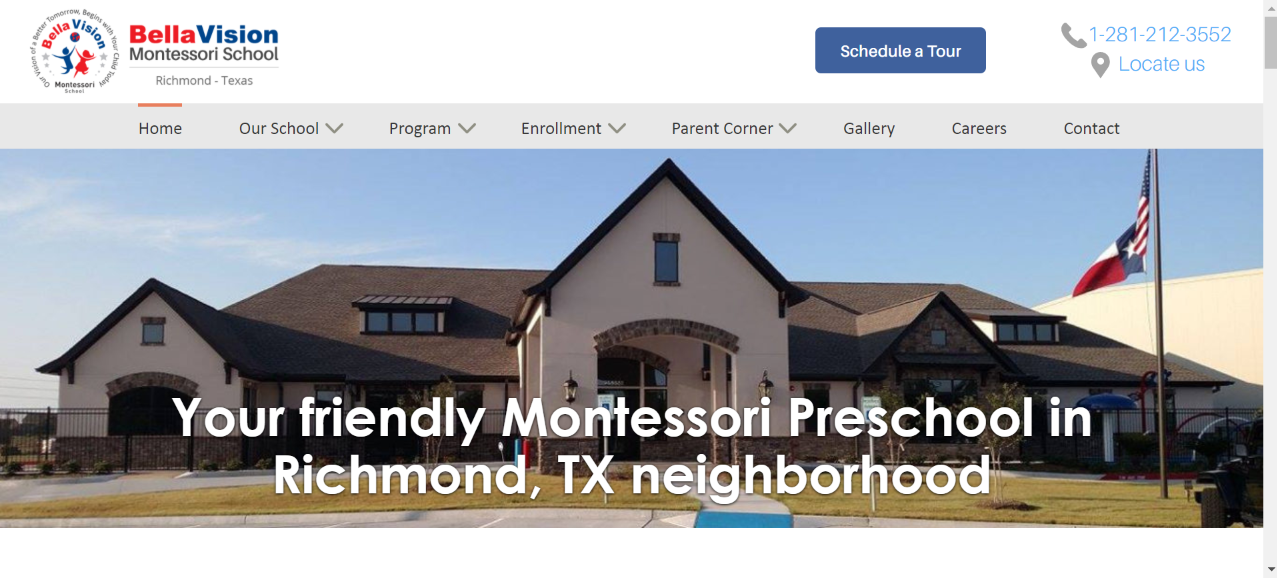 Our Vision of a Better Tomorrow, Begins with Your Child Today
BellaVision
Montessori
School
BellaVision
Montessori School
Richmond - Texas
Schedule a Tour
1-281-212-3552
Locate us
Home
Our School
Program
Enrollment
Parent Corner
Gallery
Careers
Contact
Your friendly Montessori Preschool in
Richmond, TX neighborhood